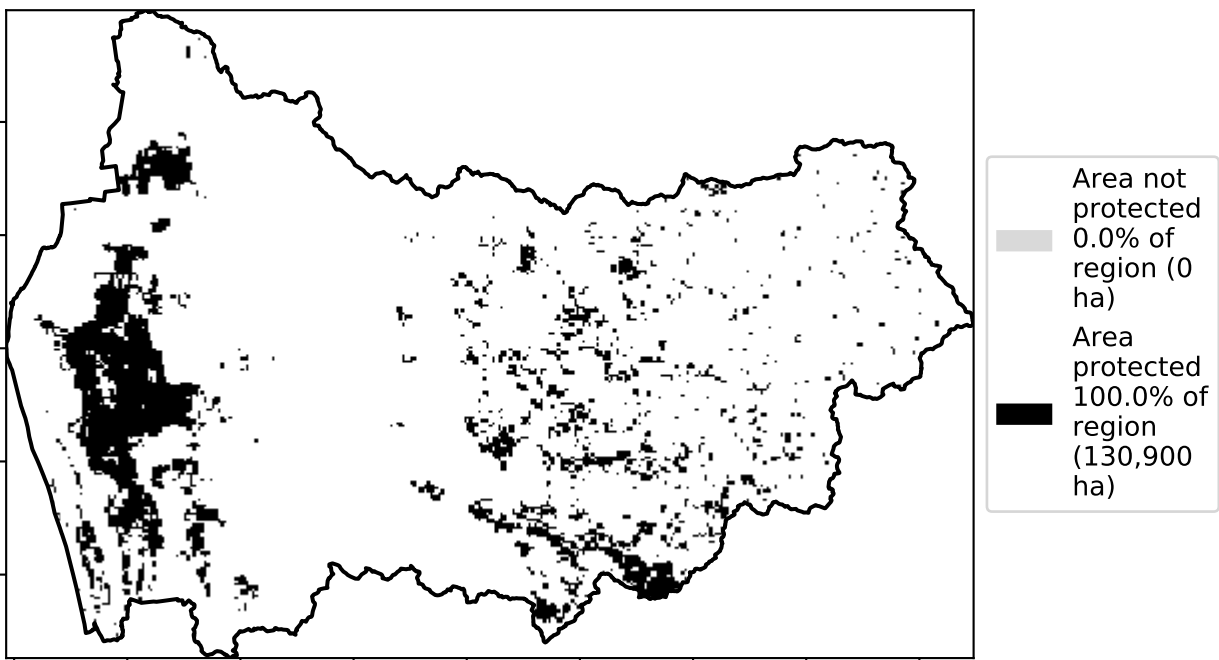 Area not
protected
0.0% of
region (0
ha)
Area
protected
100.0% of
region
(130,900
ha)